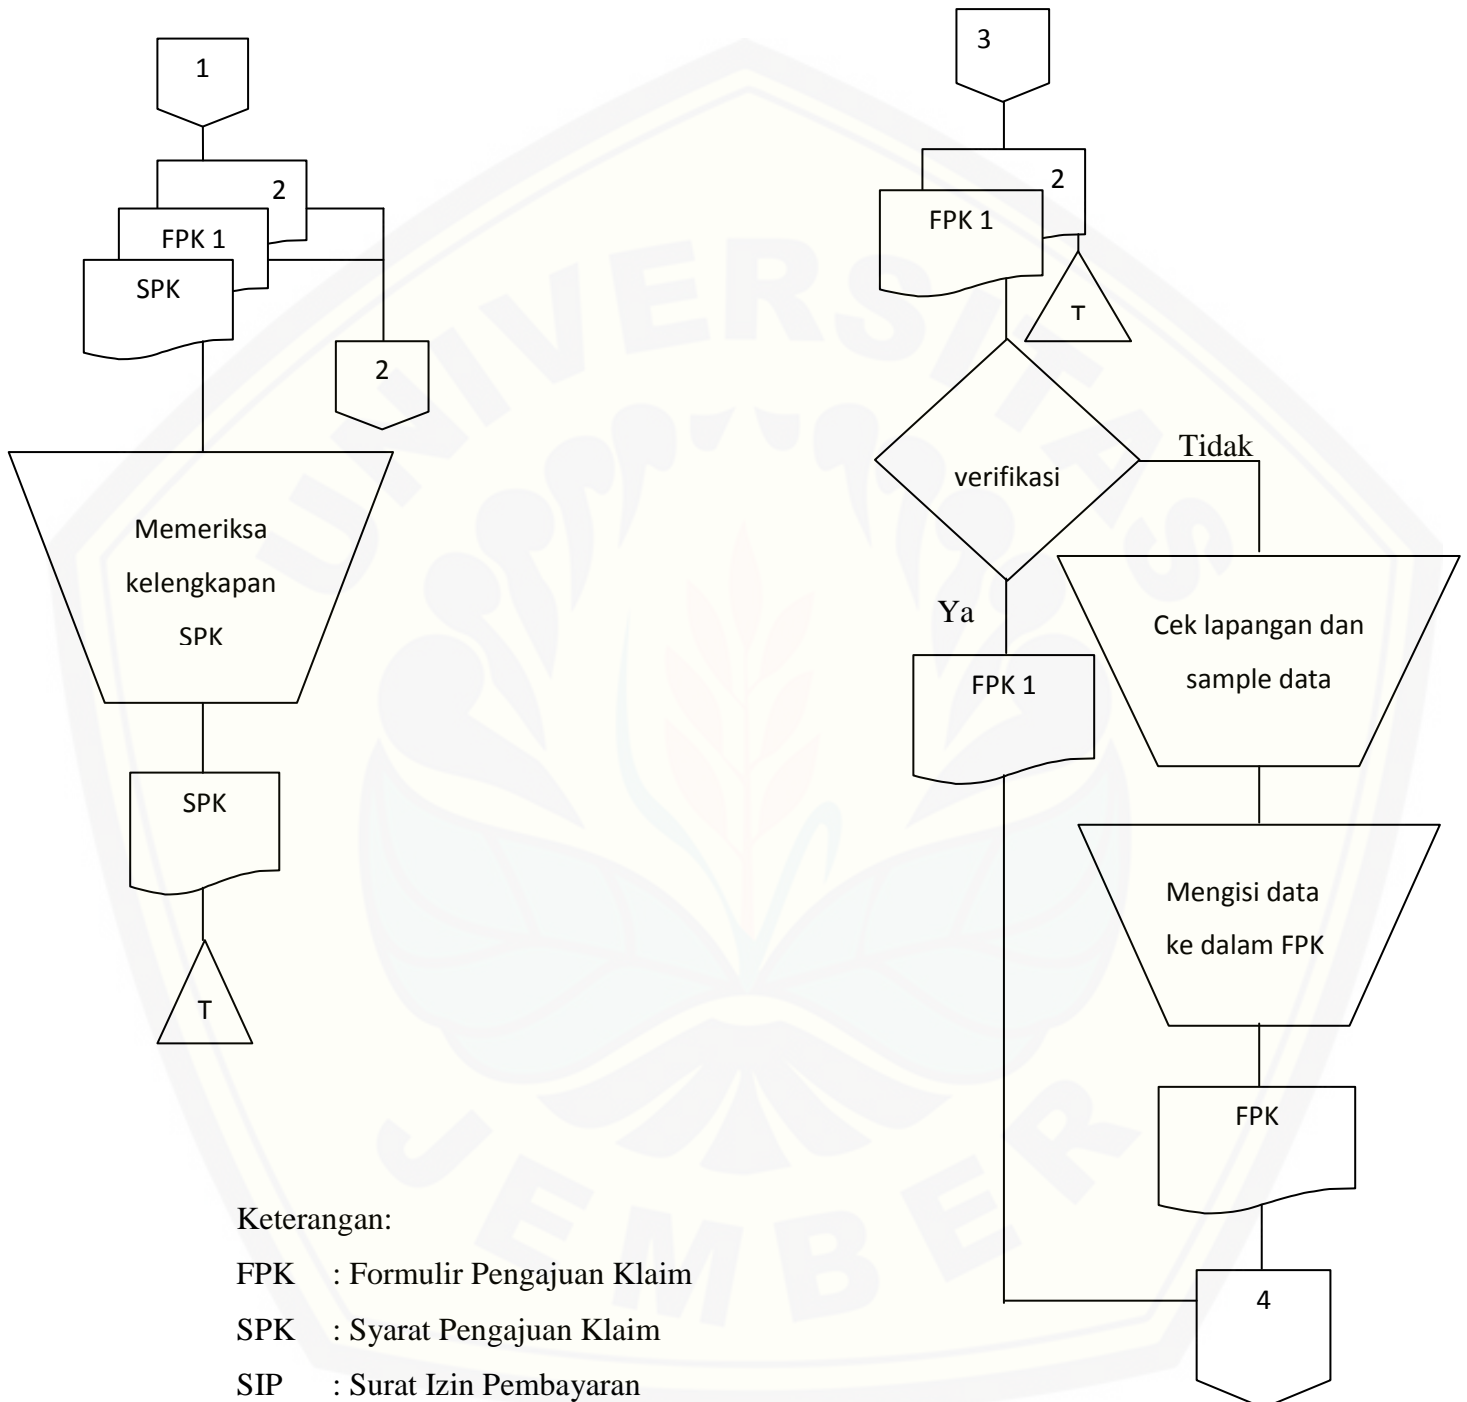 1
2
FPK 1
SPK
2
Memeriksa
kelengkapan
SPK
SPK
T
3
2
FPK 1
T
verifikasi
Tidak
Ya
FPK 1
Cek lapangan dan
sample data
Mengisi data
ke dalam FPK
FPK
4
Keterangan:
FPK : Formulir Pengajuan Klaim
SPK : Syarat Pengajuan Klaim
SIP : Surat Izin Pembayaran
UNIVERSITAS
JEMBER